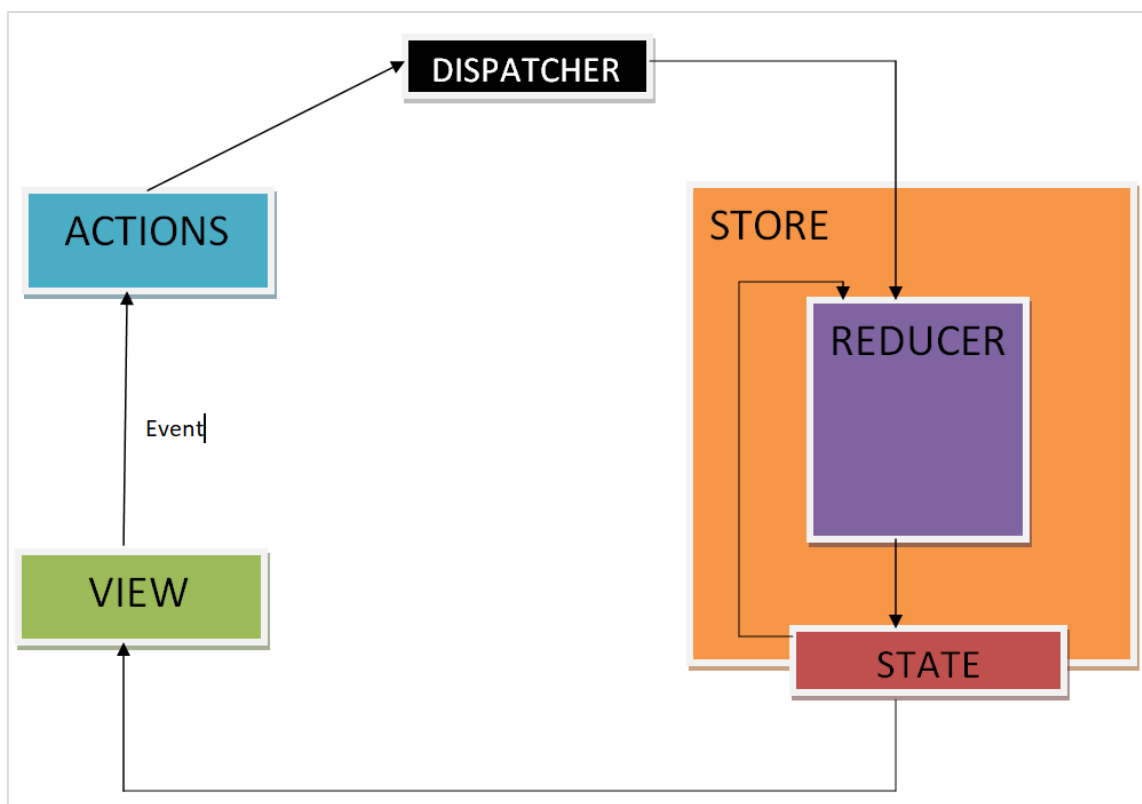 DISPATCHER
ACTIONS
STORE
REDUCER
Event
VIEW
STATE